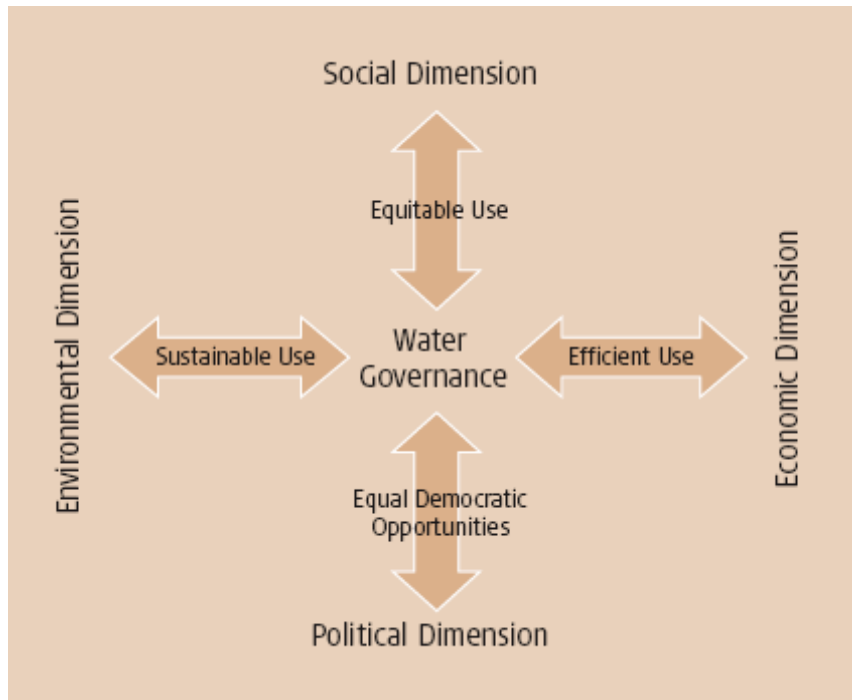 Social Dimension
Equitable Use
Environmental Dimension
Sustainable Use
Water
Governance
Efficient Use
Economic Dimension
Equal Democratic
Opportunities
Political Dimension